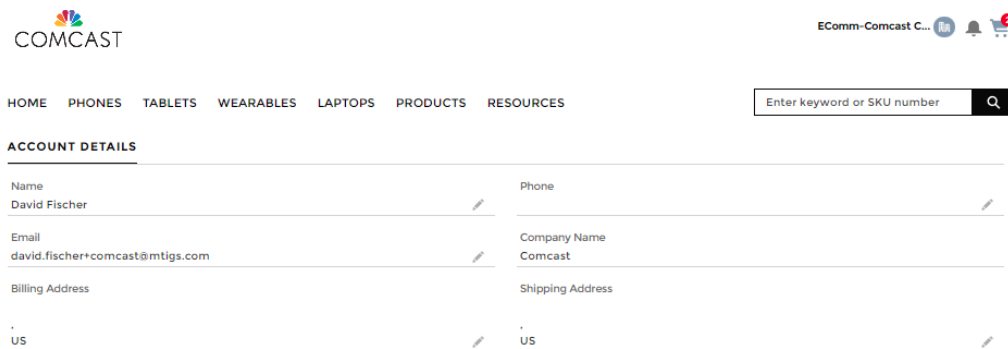 COMCAST
EComm-Comcast C...
HOME PHONES TABLETS WEARABLES LAPTOPS PRODUCTS RESOURCES
Enter keyword or SKU number
ACCOUNT DETAILS
Name
David Fischer
Phone
Email
david.fischer+comcast@mtigs.com
Company Name
Comcast
Billing Address
,
US
Shipping Address
,
US